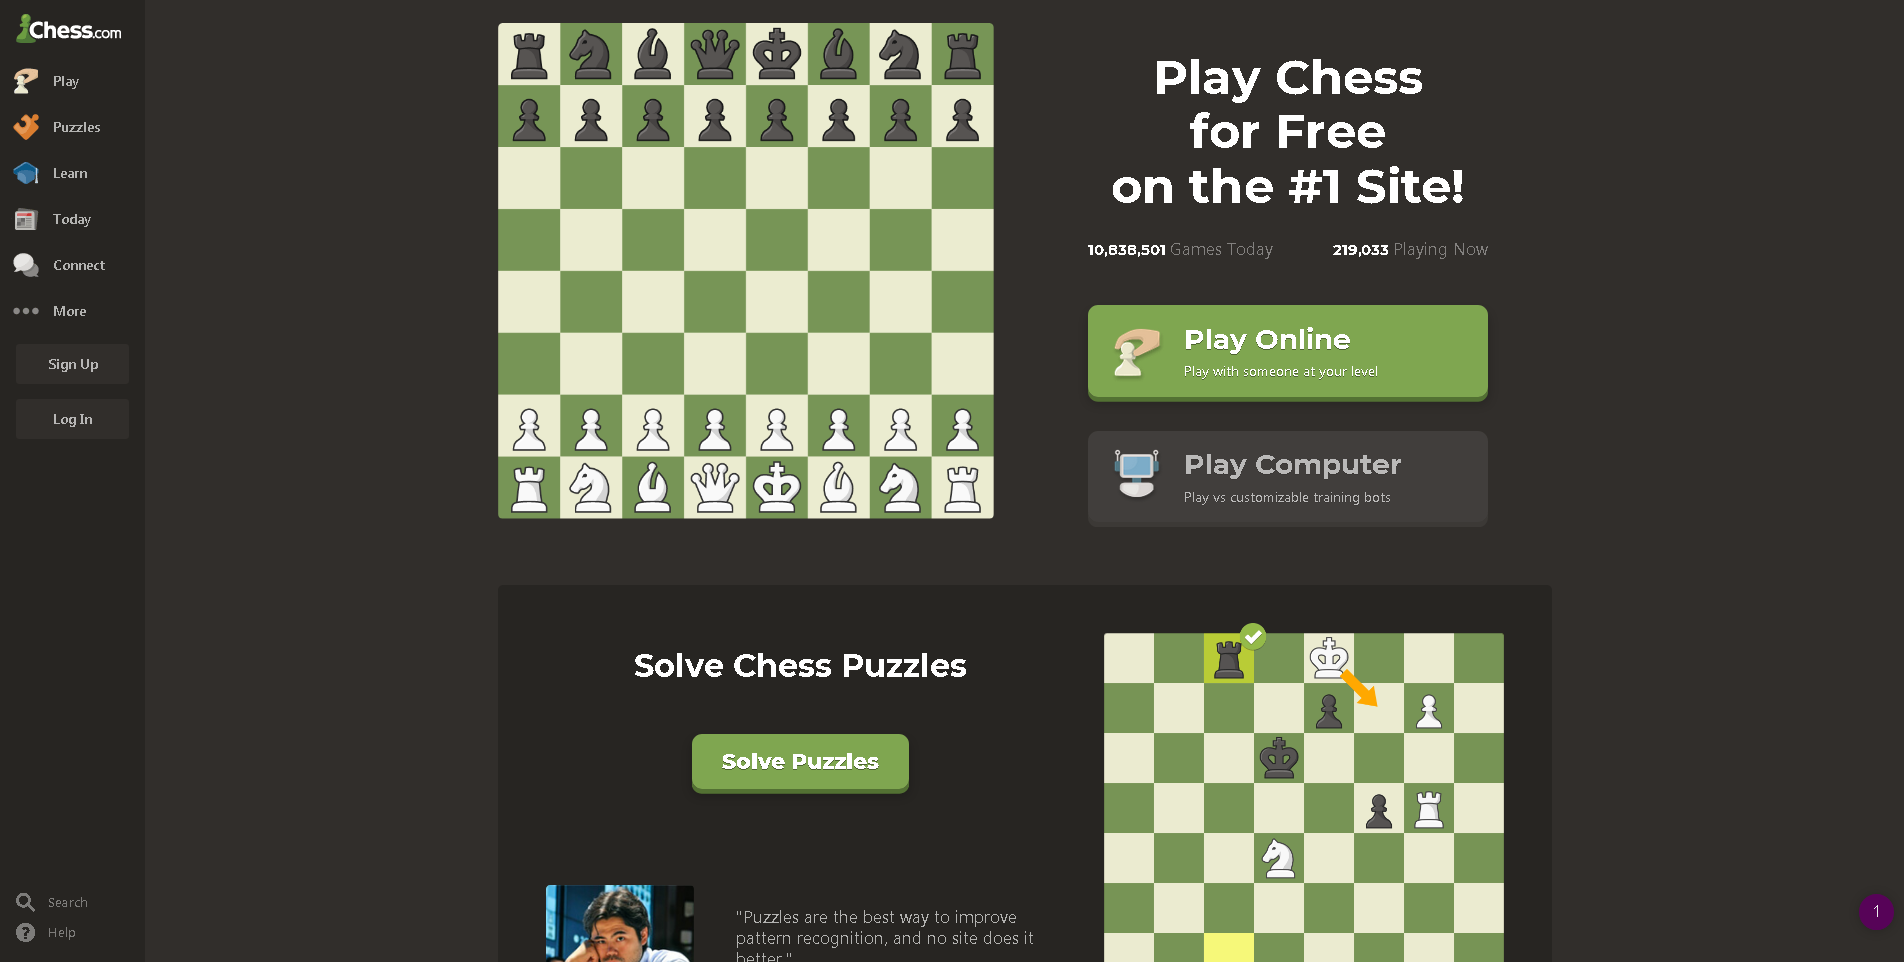 Chess.com
Play
Puzzles
Learn
Today
Connect
More
Sign Up
Log In
Search
Help
Play Chess
for Free
on the #1 Site!
10,838,501 Games Today
219,033 Playing Now
Play Online
Play with someone at your level
Play Computer
Play vs customizable training bots
Solve Chess Puzzles
Solve Puzzles
"Puzzles are the best way to improve
pattern recognition, and no site does it
better."
1